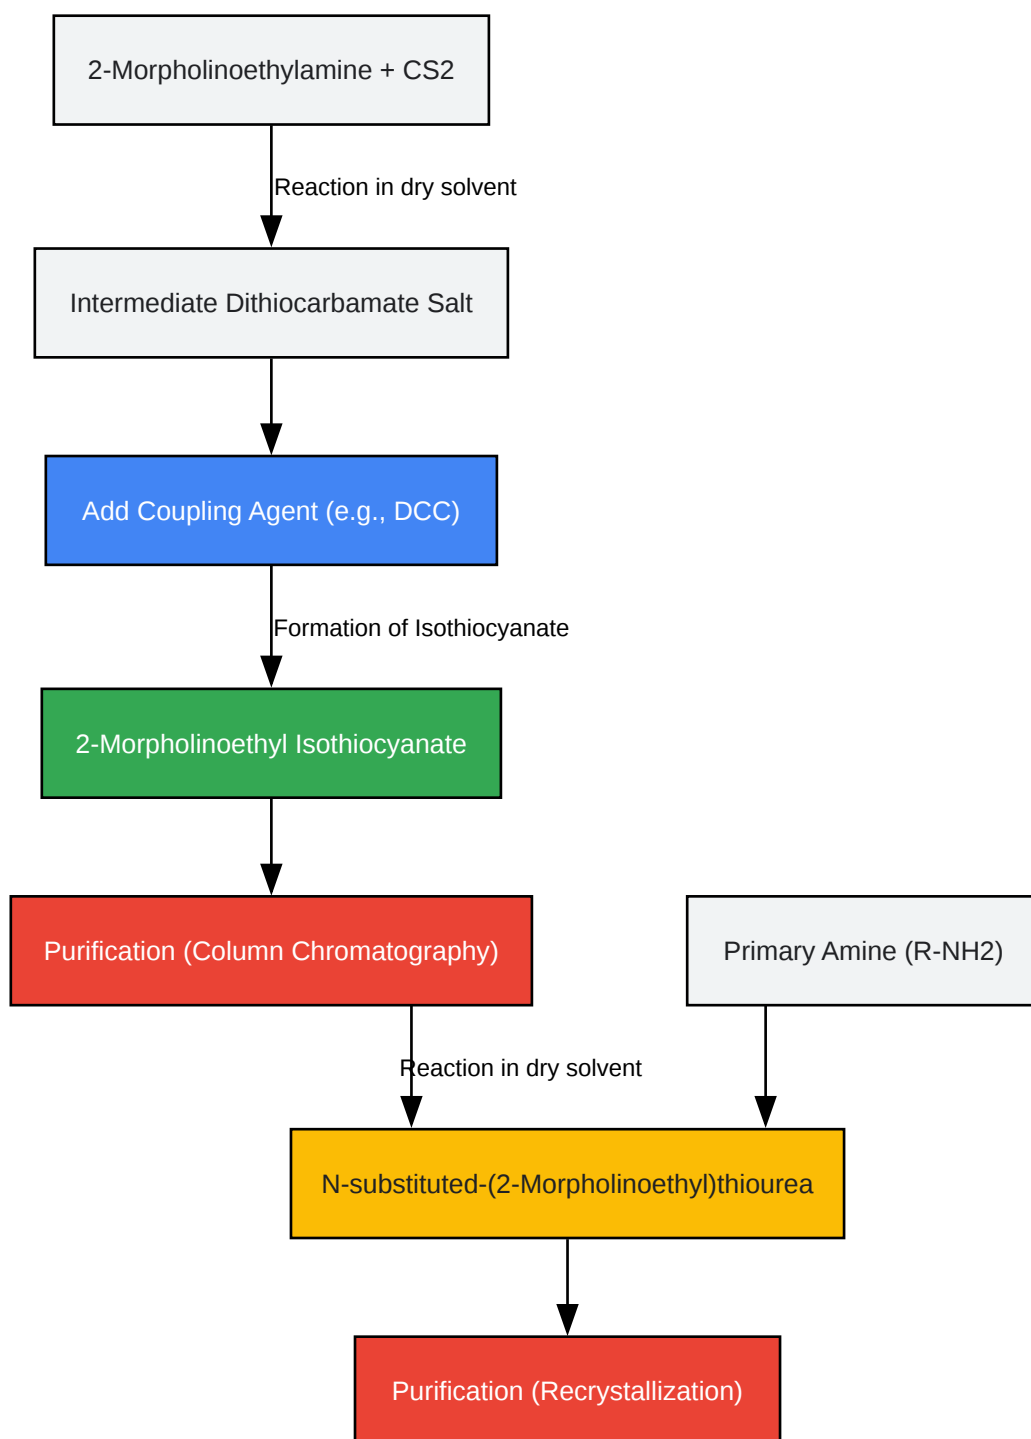 2-Morpholinoethylamine + CS2
Reaction in dry solvent
Intermediate Dithiocarbamate Salt
Add Coupling Agent (e.g., DCC)
Formation of Isothiocyanate
2-Morpholinoethyl Isothiocyanate
Purification (Column Chromatography)
Primary Amine (R-NH2)
Reaction in dry solvent
N-substituted-(2-Morpholinoethyl)thiourea
Purification (Recrystallization)